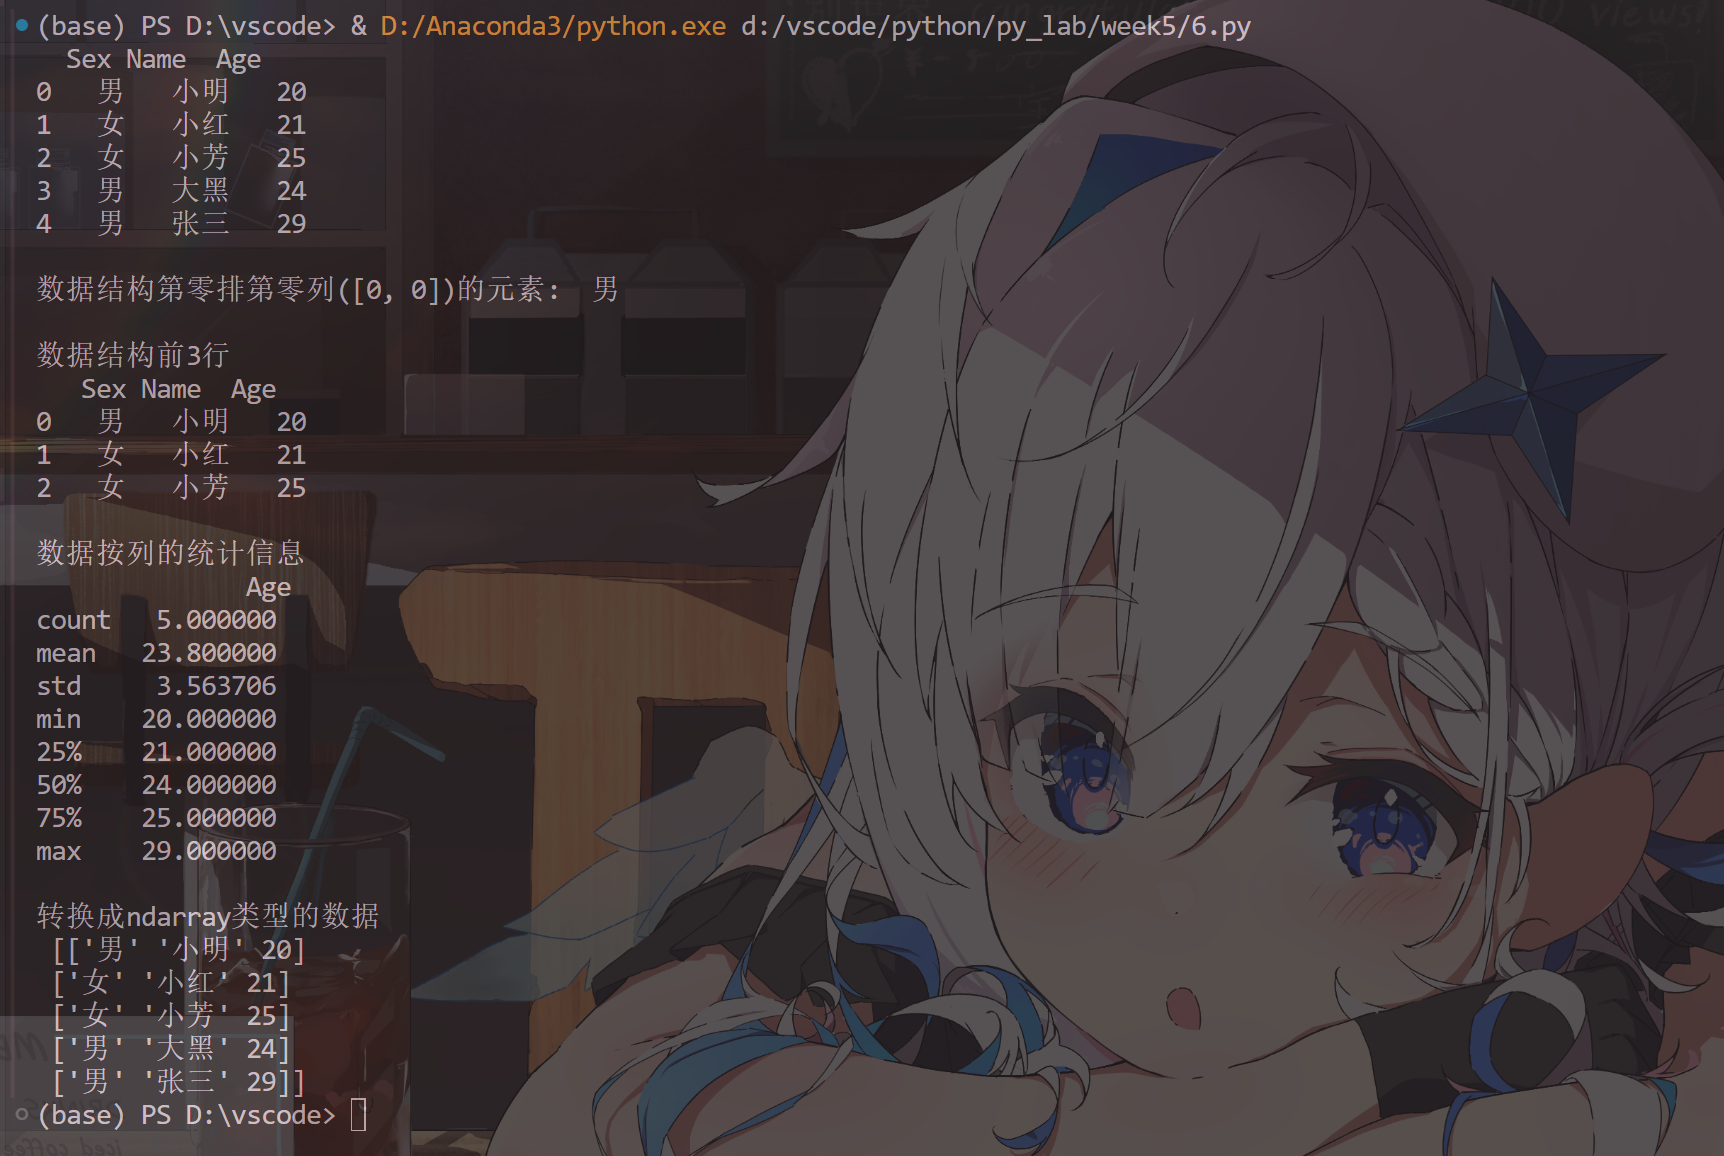 (base) PS D:\vscode> & D:/Anaconda3/python.exe d:/vscode/python/py_lab/week5/6.py
  Sex Name  Age
0   男   小明   20
1   女   小红   21
2   女   小芳   25
3   男   大黑   24
4   男   张三   29
数据结构第零排第零列([0, 0])的元素:  男
数据结构前3行
   Sex Name  Age
0   男   小明   20
1   女   小红   21
2   女   小芳   25
数据按列的统计信息
              Age
count   5.000000
mean   23.800000
std     3.563706
min    20.000000
25%    21.000000
50%    24.000000
75%    25.000000
max    29.000000
转换成ndarray类型的数据
 [['男' '小明' 20]
 ['女' '小红' 21]
 ['女' '小芳' 25]
 ['男' '大黑' 24]
 ['男' '张三' 29]]
(base) PS D:\vscode>